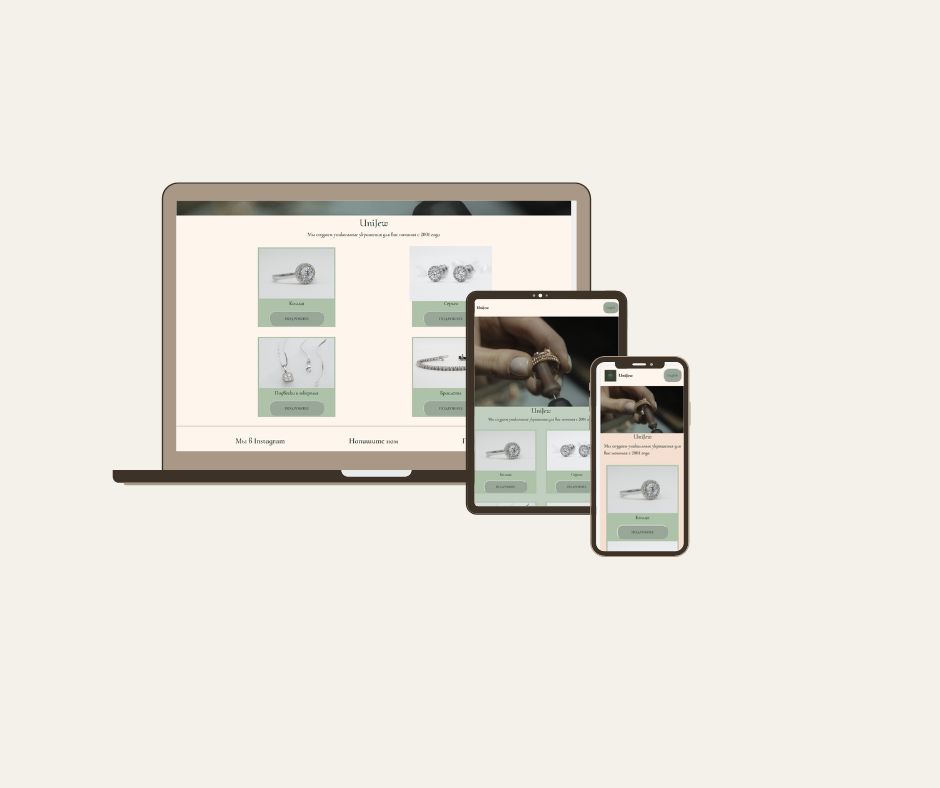 UniJew
Мы создаем уникальные украшения для вас начиная с 2001 года
Кольца
Серьги
ПОДРОБНЕЕ
ПОДРОБНЕЕ
Подвески и ожерелья
Браслеты
ПОДРОБНЕЕ
ПОДРОБНЕЕ
Мы в Instagram
Напишите нам
UniJew
UniJew
Мы создаем уникальные украшения для вас начиная с 2001
Кольца
Серьги
ПОДРОБНЕЕ
ПОДРОБНЕЕ
UniJew
UniJew
Мы создаем уникальные украшения для
вас начиная с 2001 года
Кольца
ПОДРОБНЕЕ